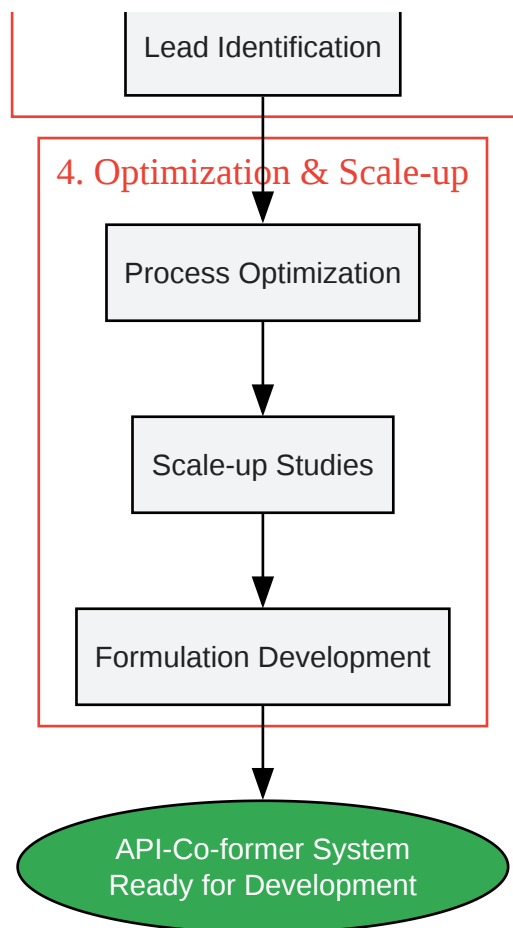 Lead Identification
4. Optimization & Scale-up
Process Optimization
Scale-up Studies
Formulation Development
API-Co-former System
Ready for Development